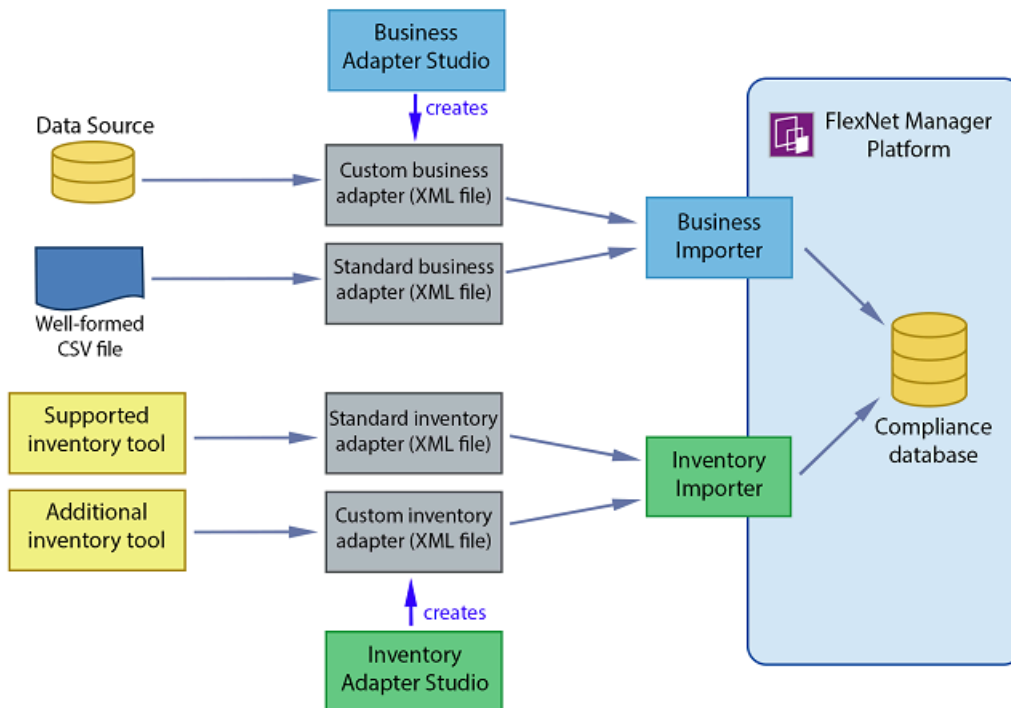 Business
Adapter Studio
creates
Data Source
FlexNet Manager
Platform
Custom business
adapter (XML file)
Business
Importer
Standard business
adapter (XML file)
Well-formed
CSV file
Supported
inventory tool
Standard inventory
adapter (XML file)
Compliance
database
Inventory
Importer
Additional
inventory tool
Custom inventory
adapter (XML file)
creates
Inventory
Adapter Studio